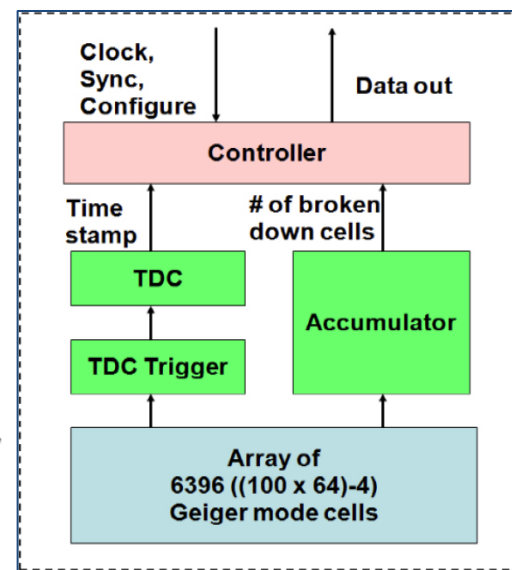 Clock,
Sync,
Configure
Data out
Controller
Time
stamp
# of broken
down cells
TDC
Accumulator
TDC Trigger
Array of
6396 ((100 x 64)-4)
Geiger mode cells